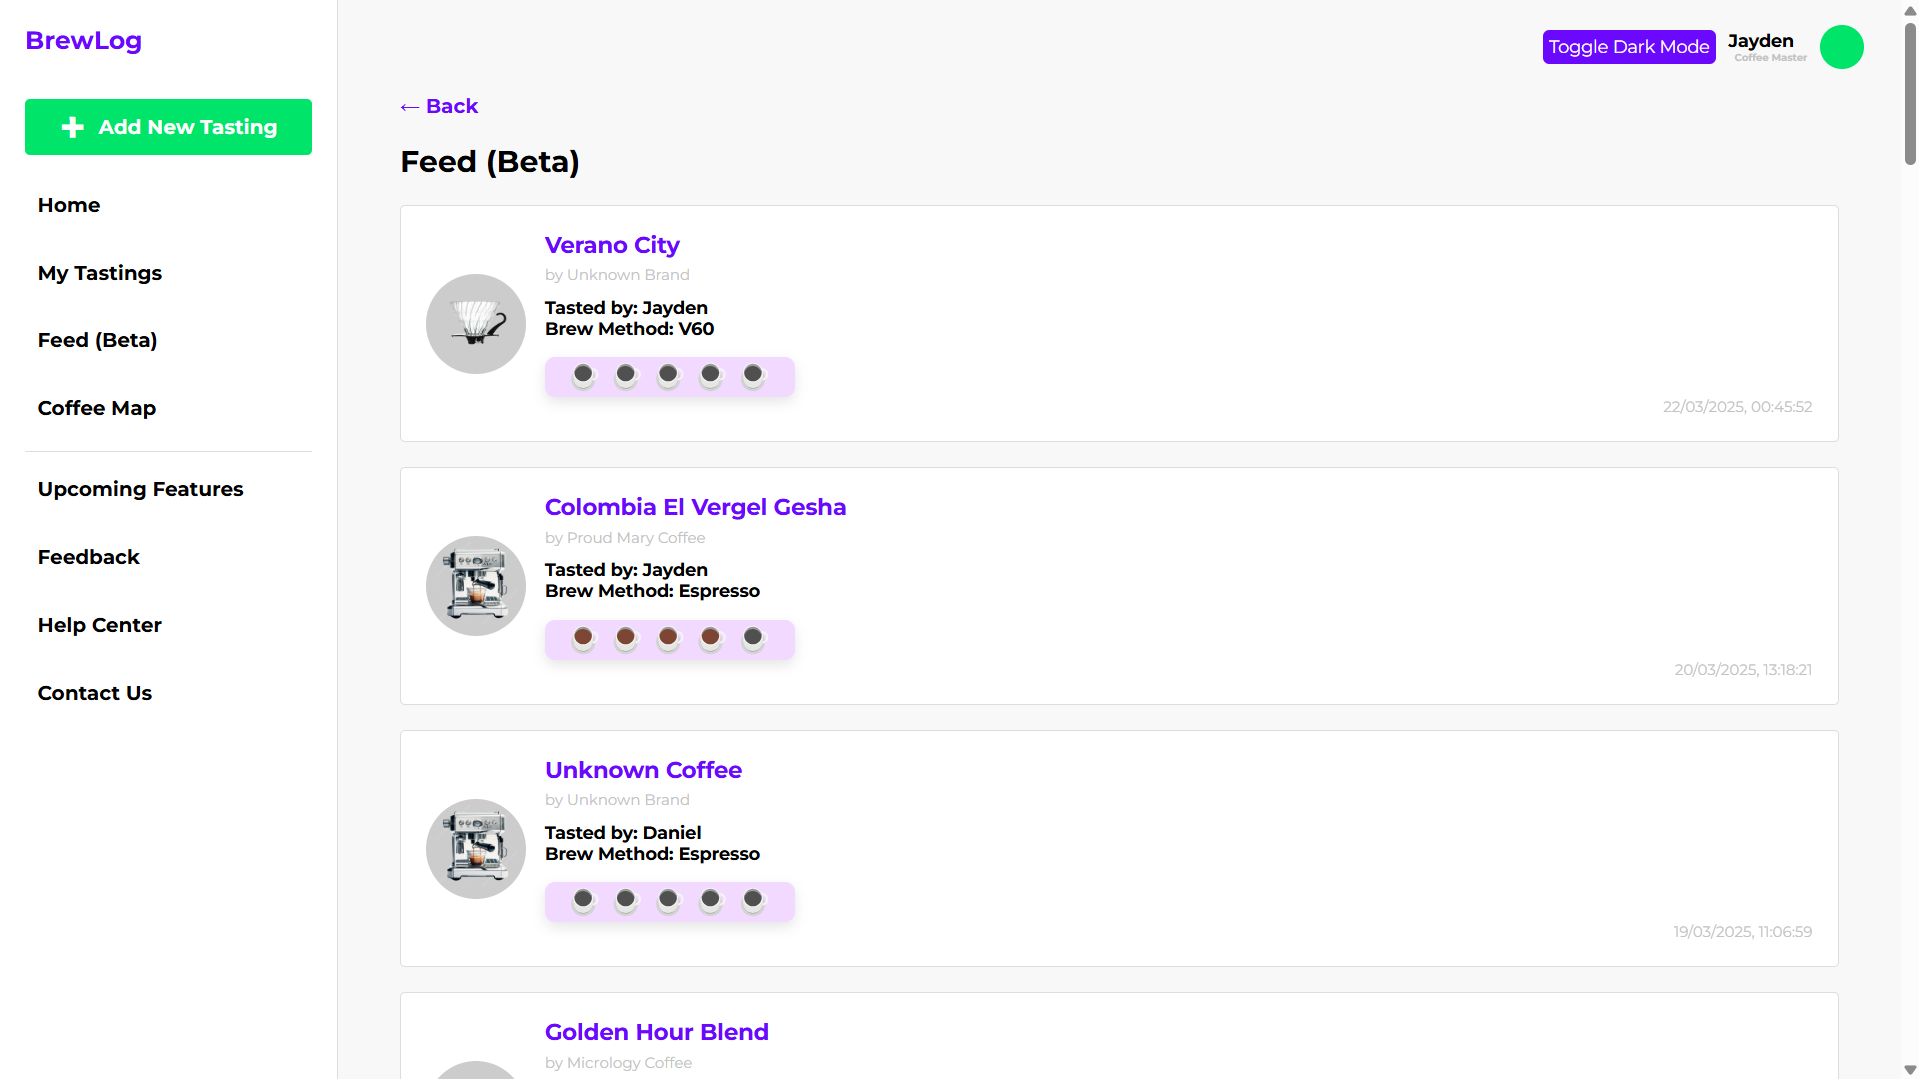 BrewLog
Add New Tasting
Home
My Tastings
Feed (Beta)
Coffee Map
Upcoming Features
Feedback
Help Center
Contact Us
Toggle Dark Mode
Jayden
Coffee Master
← Back
Feed (Beta)
Verano City
by Unknown Brand
Tasted by: Jayden
Brew Method: V60
22/03/2025, 00:45:52
Colombia El Vergel Gesha
by Proud Mary Coffee
Tasted by: Jayden
Brew Method: Espresso
20/03/2025, 13:18:21
Unknown Coffee
by Unknown Brand
Tasted by: Daniel
Brew Method: Espresso
19/03/2025, 11:06:59
Golden Hour Blend
by Micrology Coffee